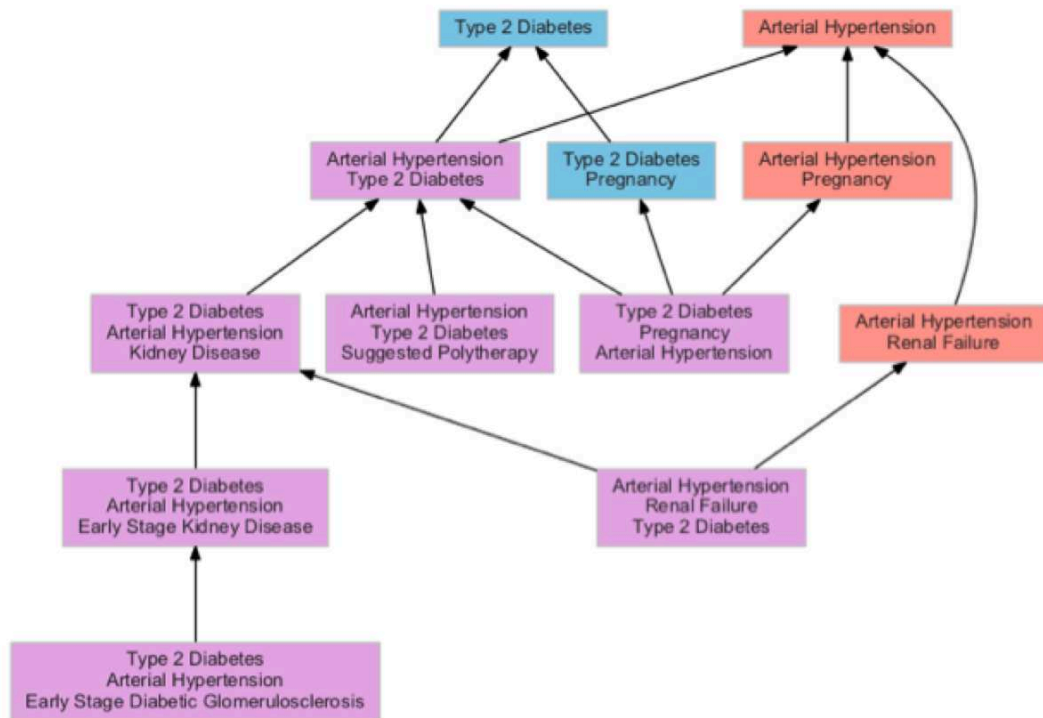 Type 2 Diabetes
Arterial Hypertension
Arterial Hypertension
Type 2 Diabetes
Type 2 Diabetes
Pregnancy
Arterial Hypertension
Pregnancy
Type 2 Diabetes
Arterial Hypertension
Kidney Disease
Arterial Hypertension
Type 2 Diabetes
Suggested Polytherapy
Type 2 Diabetes
Pregnancy
Arterial Hypertension
Arterial Hypertension
Renal Failure
Type 2 Diabetes
Arterial Hypertension
Early Stage Kidney Disease
Arterial Hypertension
Renal Failure
Type 2 Diabetes
Type 2 Diabetes
Arterial Hypertension
Early Stage Diabetic Glomerulosclerosis